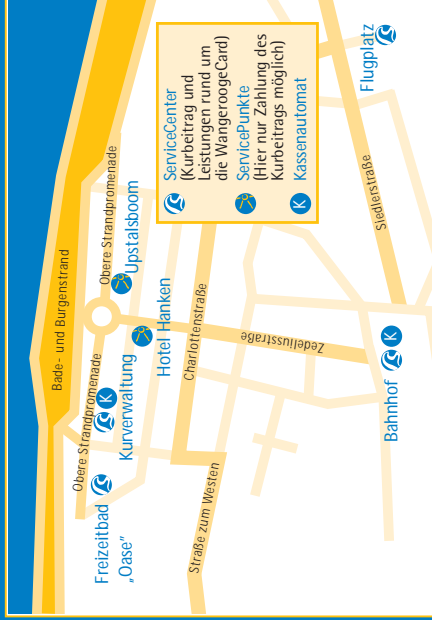 Bade- und Burgenstrand
Obere Strandpromenade
Obere Strandpromenade
Freizeitbad
„Oase“
K
Kurverwaltung
Upstalsboom
Hotel Hanken
Charlottenstraße
Straße zum Westen
Zedeliusstraße
Siedlerstraße
Bahnhof
K
Flugplatz
ServiceCenter
(Kurbeitrag und
Leistungen rund um
die WangeroogeCard)
ServicePunkte
(Hier nur Zahlung des
Kurbeitrags möglich)
K Kassenautomat